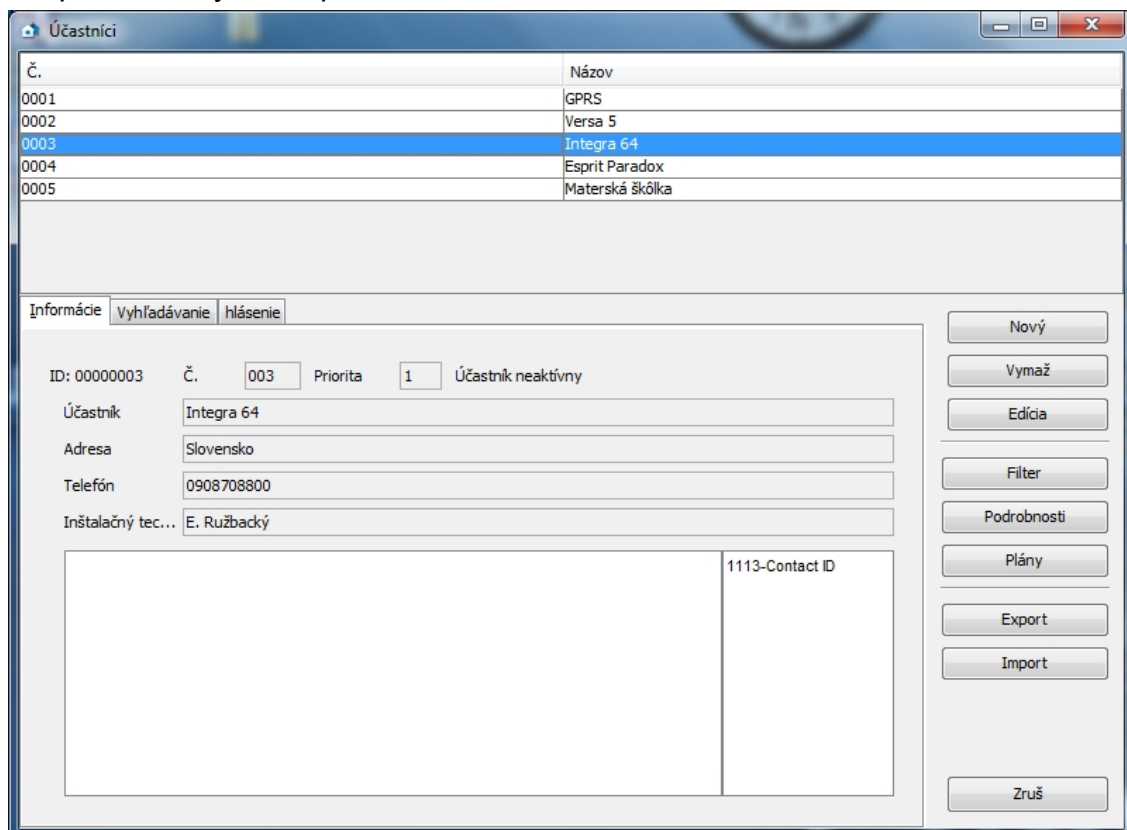 Účastníci
Č. Názov
0001 GPRS
0002 Versa 5
0003 Integra 64
0004 Esprit Paradox
0005 Materská škôlka
Informácie Vyhľadávanie hlásenie
Nový
ID: 00000003 Č. 003 Priorita 1 Účastník neaktívny
Vymaž
Účastník Integra 64
Edícia
Adresa Slovensko
Filter
Telefón 0908708800
Podrobnosti
Inštalačný tec... E. Ružbacký
Plány
1113-Contact ID
Export
Import
Zruš